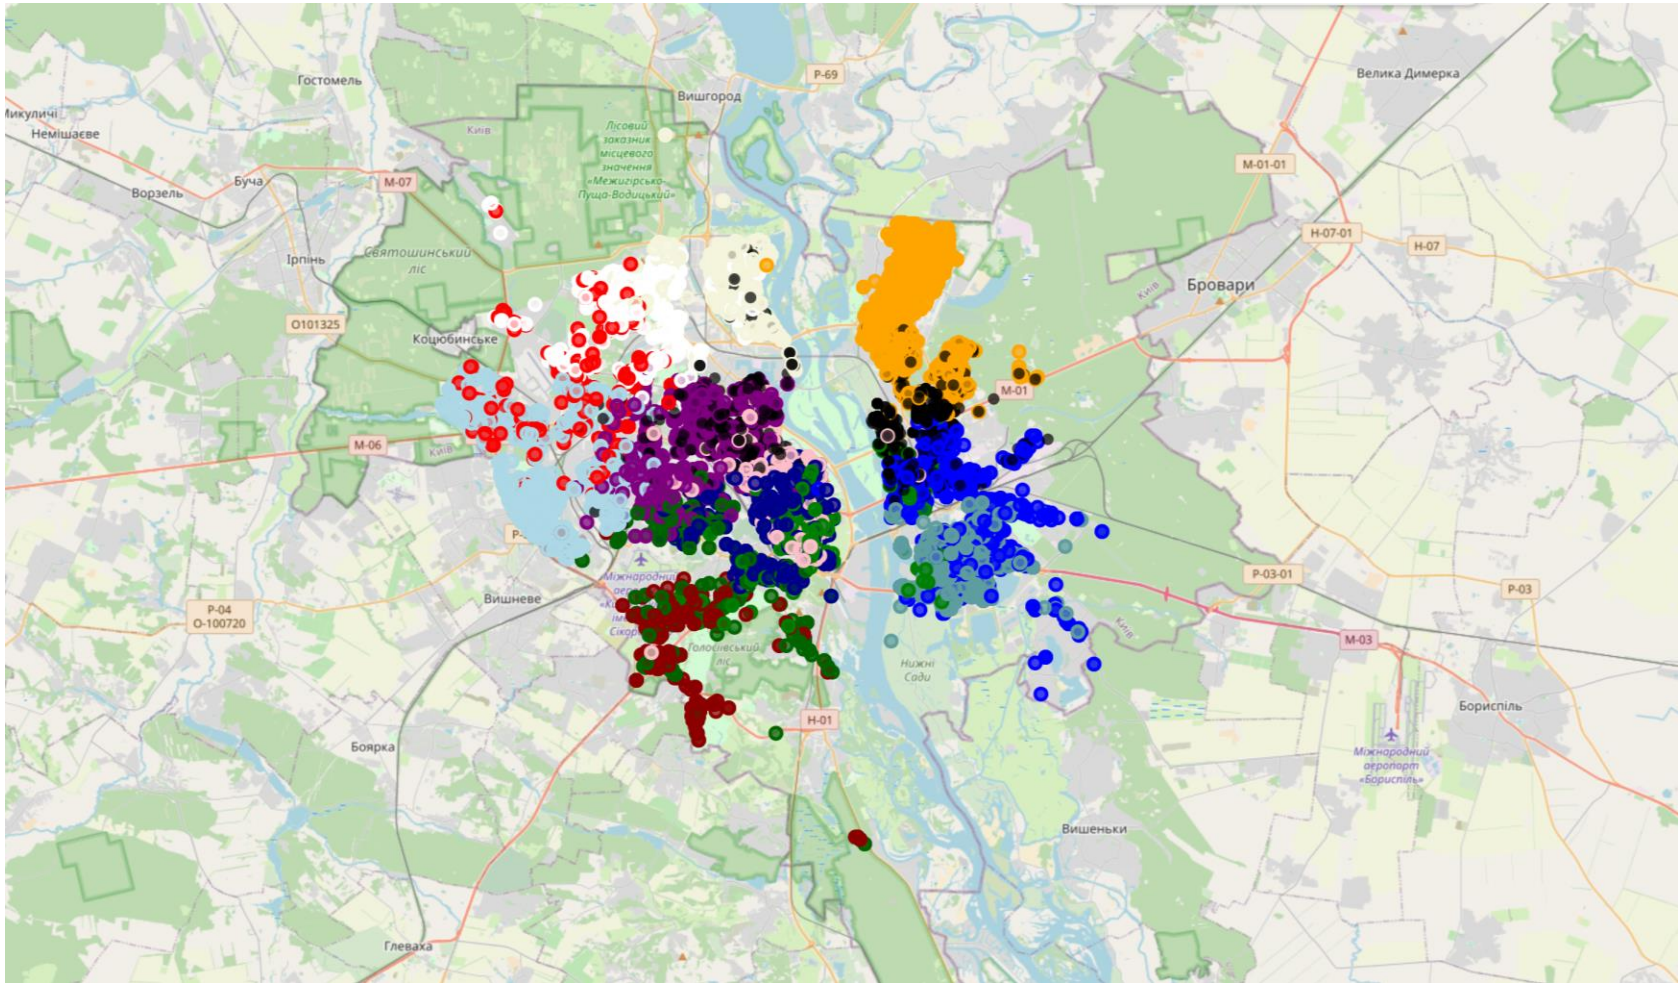 Гостомель
Р-69
Велика Димерка
Вишгород
Микуличі
Немішаєве
Київ
Лісовий
заказник
місцевого
значення
«Межигірсько-
Пуща-Водицький»
М-01-01
Буча
М-07
Ворзель
Н-07-01
Н-07
Святошинський
ліс
Ірпінь
Київ
Бровари
О101325
Коцюбинське
М-01
М-06
Київ
Р-03-01
Р-03
Міжнародний
Вишневе
Р-04
О-100720
Київ
М-03
Голосіївський
ліс
Нижні
Сади
Н-01
Бориспіль
Боярка
Міжнародний
аеропорт
«Бориспіль»
Вишеньки
Глеваха